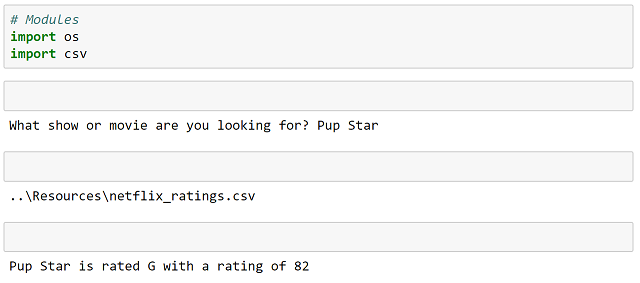 # Modules
import os
import csv
What show or movie are you looking for? Pup Star
..\Resources\netflix_ratings.csv
Pup Star is rated G with a rating of 82